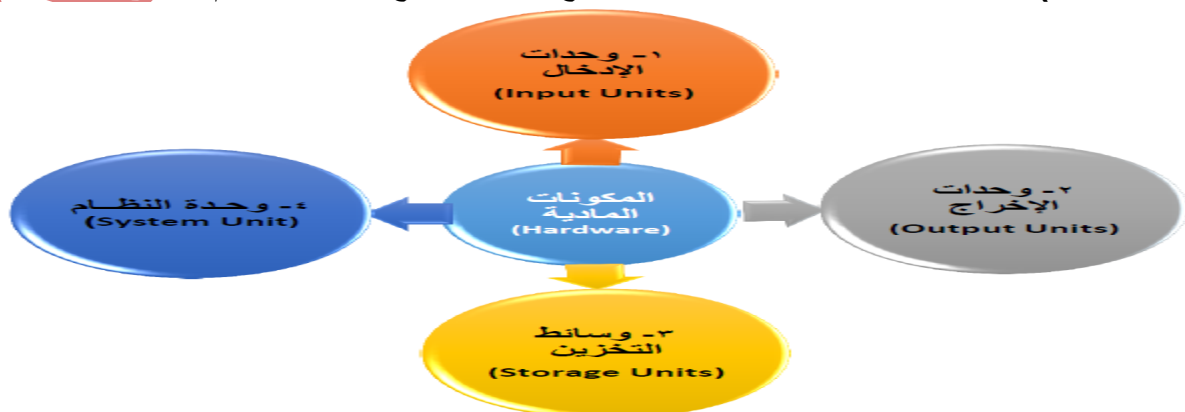 ١- وحدات
الإدخال
(Input Units)
المكونات
المادية
(Hardware)
٢- وحدات
الإخراج
(Output Units)
٣- وسائط
التخزين
(Storage Units)
٤- وحدة النظـــام
(System Unit)